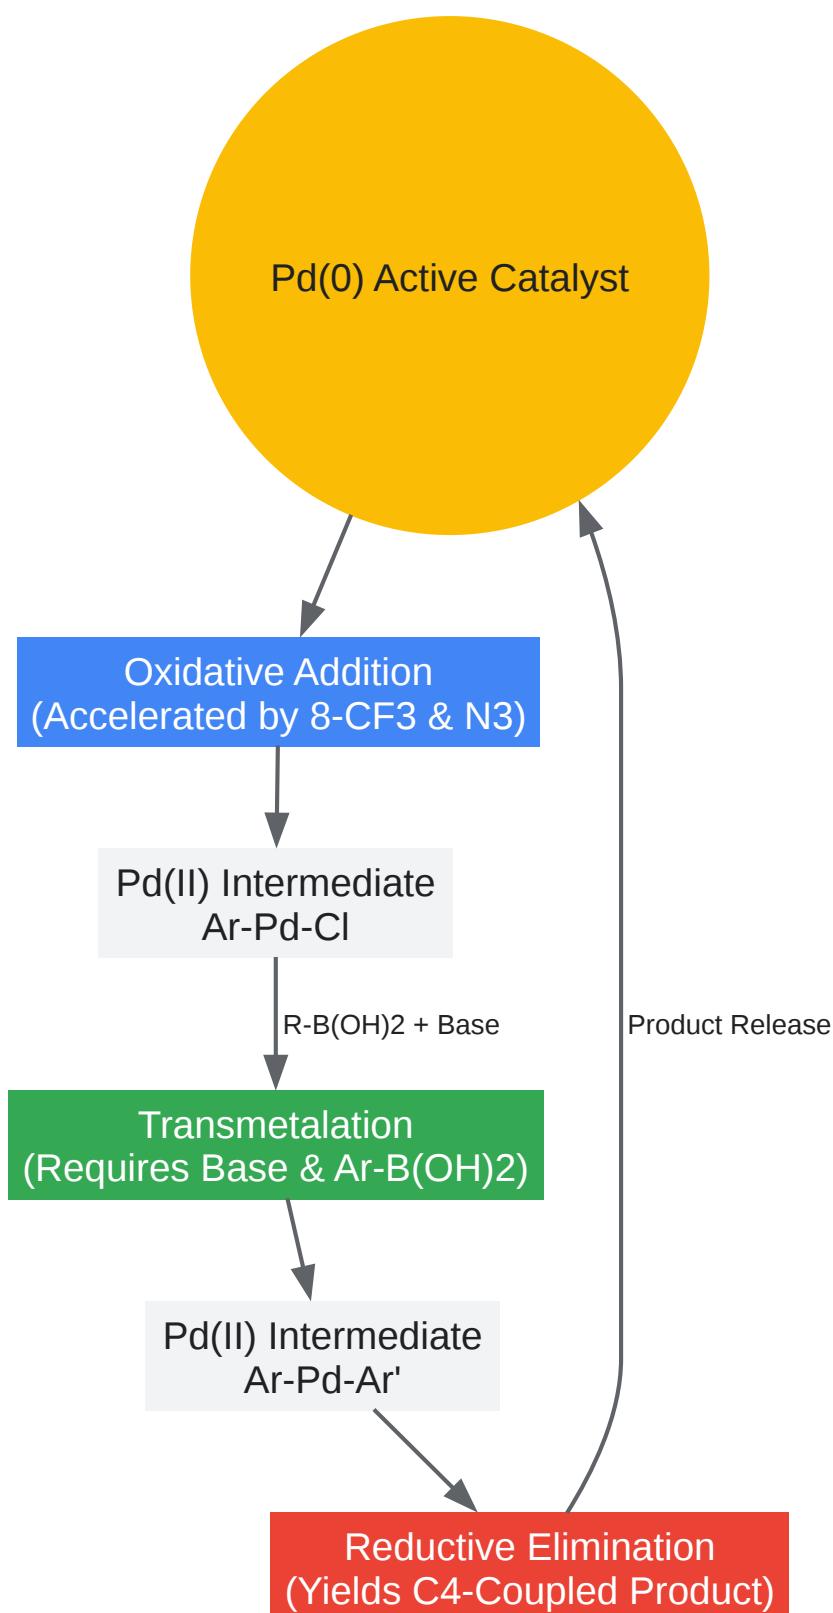 Pd(0) Active Catalyst
Oxidative Addition
(Accelerated by 8-CF3 & N3)
Pd(II) Intermediate
Ar-Pd-Cl
R-B(OH)2 + Base
Product Release
Transmetalation
(Requires Base & Ar-B(OH)2)
Pd(II) Intermediate
Ar-Pd-Ar'
Reductive Elimination
(Yields C4-Coupled Product)